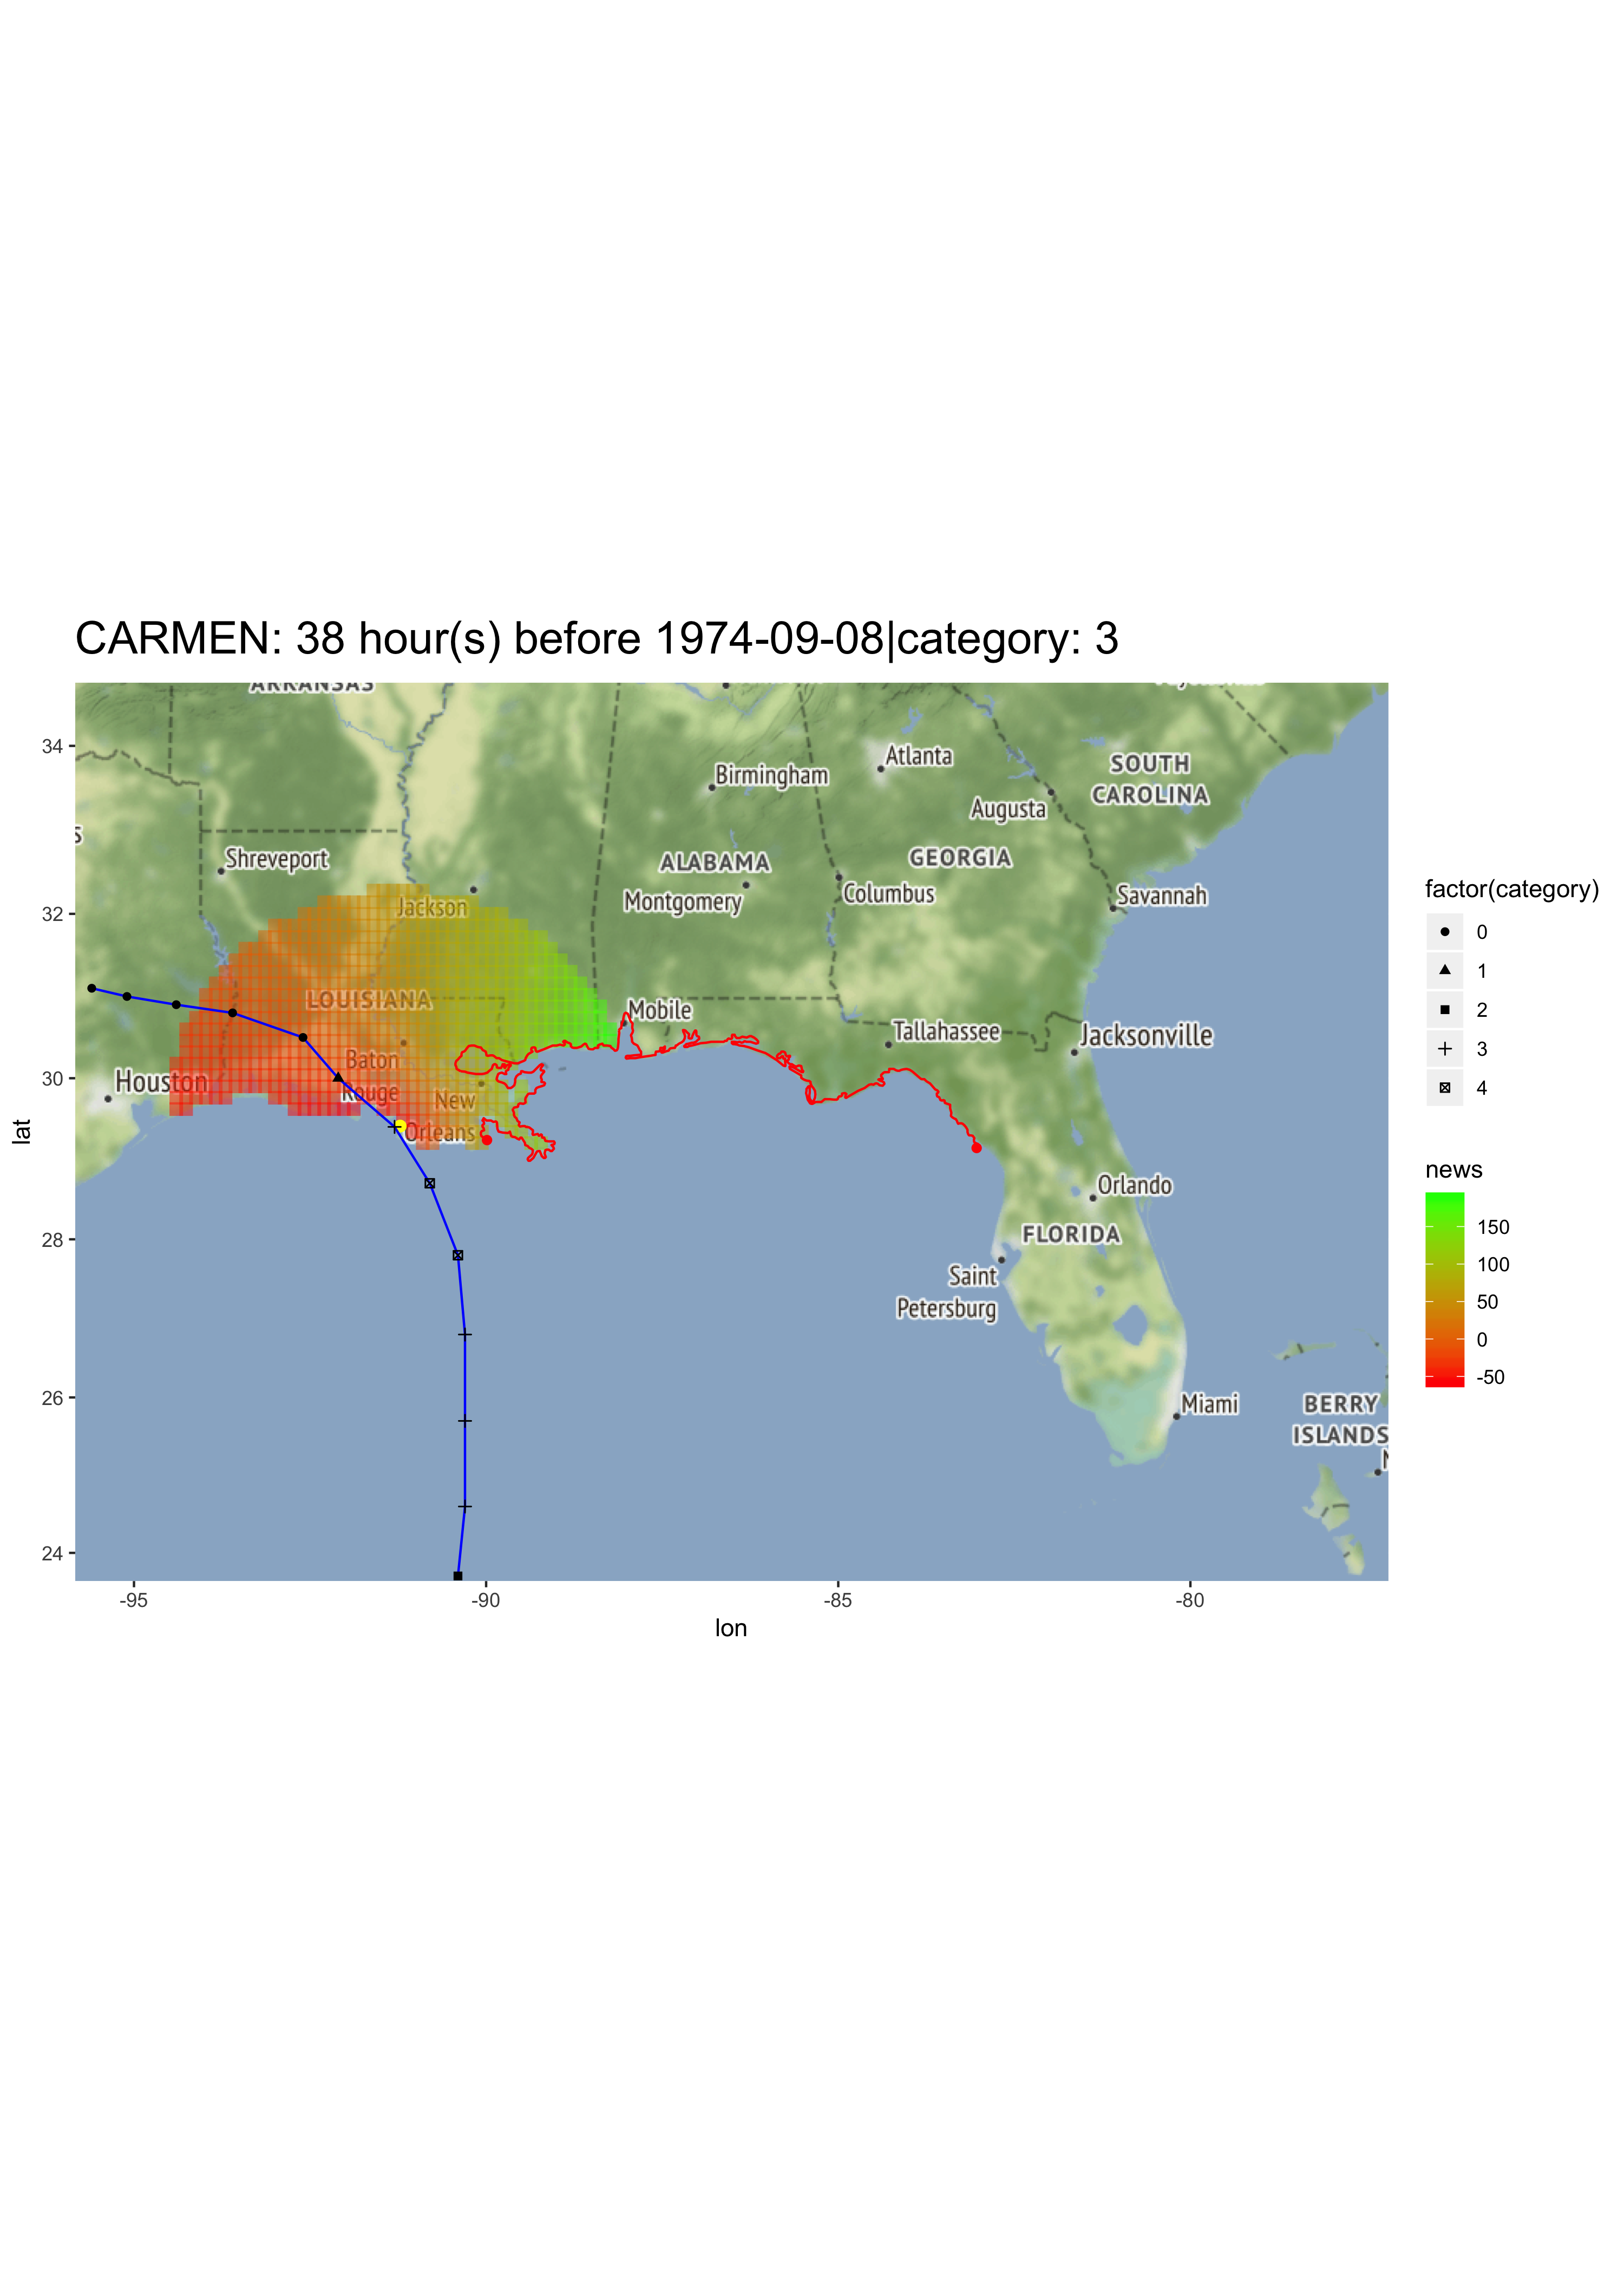 CARMEN: 38 hour(s) before 1974-09-08|category: 3
ARKANSAS
Atlanta
Birmingham
SOUTH
CAROLINA
Augusta
S
Shreveport
ALABAMA
GEORGIA
Columbus
Montgomery
Savannah
Jackson
LOUISIANA
Mobile
Tallahassee
Jacksonville
Baton
Rouge
Houston
New
Orleans
Orlando
FLORIDA
Saint
Petersburg
Miami
BERRY
ISLANDS
N
34
32
30
28
26
24
lat
-95
-90
-85
-80
lon
factor(category)
0
1
2
3
4
news
150
100
50
0
-50